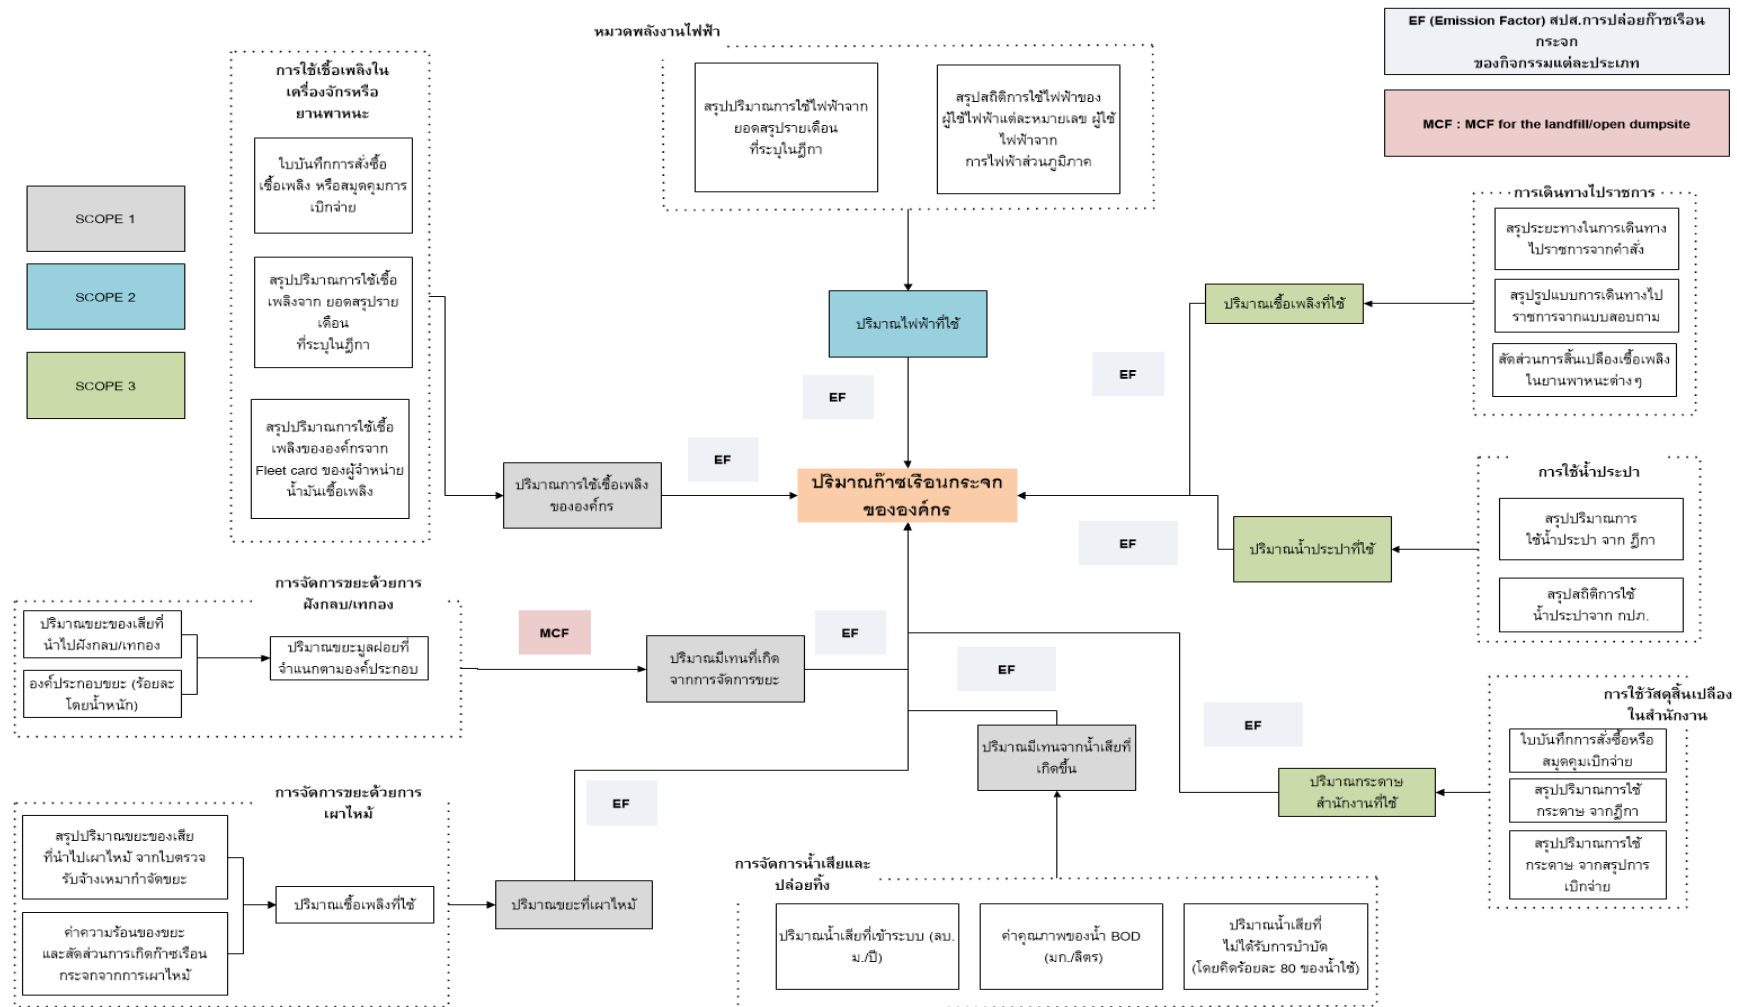 หมวดพลังงานไฟฟ้า
สรุปปริมาณการใช้ไฟฟ้าจาก
ยอดสรุปรายเดือน
ที่ระบุในฎีกา
สรุปสถิติการใช้ไฟฟ้าของ
ผู้ใช้ไฟฟ้าแต่ละหมายเลข ผู้ใช้
ไฟฟ้าจาก
การไฟฟ้าส่วนภูมิภาค
EF (Emission Factor) สปส.การปล่อยก๊าซเรือน
กระจก
ของกิจกรรมแต่ละประเภท
MCF : MCF for the landfill/open dumpsite
SCOPE 1
SCOPE 2
SCOPE 3
การใช้เชื้อเพลิงใน
เครื่องจักรหรือ
ยานพาหนะ
ใบบันทึกการสั่งซื้อ
เชื้อเพลิง หรือสมุดคุมการ
เบิกจ่าย
สรุปปริมาณการใช้เชื้อ
เพลิงจาก ยอดสรุปราย
เดือน
ที่ระบุในฎีกา
สรุปปริมาณการใช้เชื้อ
เพลิงขององค์กรจาก
Fleet card ของผู้จำหน่าย
น้ำมันเชื้อเพลิง
ปริมาณการใช้เชื้อเพลิง
ขององค์กร
EF
ปริมาณไฟฟ้าที่ใช้
EF
ปริมาณก๊าซเรือนกระจก
ขององค์กร
การเดินทางไปราชการ
สรุประยะทางในการเดินทาง
ไปราชการจากคำสั่ง
สรุปรูปแบบการเดินทางไป
ราชการจากแบบสอบถาม
สัดส่วนการสิ้นเปลืองเชื้อเพลิง
ในยานพาหนะต่างๆ
ปริมาณเชื้อเพลิงที่ใช้
EF
การใช้น้ำประปา
สรุปปริมาณการ
ใช้น้ำประปา จาก ฎีกา
สรุปสถิติการใช้
น้ำประปาจาก กปภ.
ปริมาณน้ำประปาที่ใช้
EF
การจัดการขยะด้วยการ
ฝังกลบ/เทกอง
ปริมาณขยะของเสียที่
นำไปฝังกลบ/เทกอง
องค์ประกอบขยะ (ร้อยละ
โดยน้ำหนัก)
ปริมาณขยะมูลฝอยที่
จำแนกตามองค์ประกอบ
MCF
ปริมาณมีเทนที่เกิด
จากการจัดการขยะ
EF
EF
ปริมาณมีเทนจากน้ำเสียที่
เกิดขึ้น
การใช้วัสดุสิ้นเปลือง
ในสำนักงาน
ใบบันทึกการสั่งซื้อหรือ
สมุดคุมเบิกจ่าย
สรุปปริมาณการใช้
กระดาษ จากฎีกา
สรุปปริมาณการใช้
กระดาษ จากสรุปการ
เบิกจ่าย
ปริมาณกระดาษ
สำนักงานที่ใช้
EF
การจัดการขยะด้วยการ
เผาไหม้
สรุปปริมาณขยะของเสีย
ที่นำไปเผาไหม้ จากใบตรวจ
รับจ้างเหมากำจัดขยะ
ค่าความร้อนของขยะ
และสัดส่วนการเกิดก๊าซเรือน
กระจกจากการเผาไหม้
ปริมาณเชื้อเพลิงที่ใช้
ปริมาณขยะที่เผาไหม้
EF
การจัดการน้ำเสียและ
ปล่อยทิ้ง
ปริมาณน้ำเสียที่เข้าระบบ (ลบ.
ม./ปี)
ค่าคุณภาพของน้ำ BOD
(มก./ลิตร)
ปริมาณน้ำเสียที่
ไม่ได้รับการบำบัด
(โดยคิดร้อยละ 80 ของน้ำใช้)